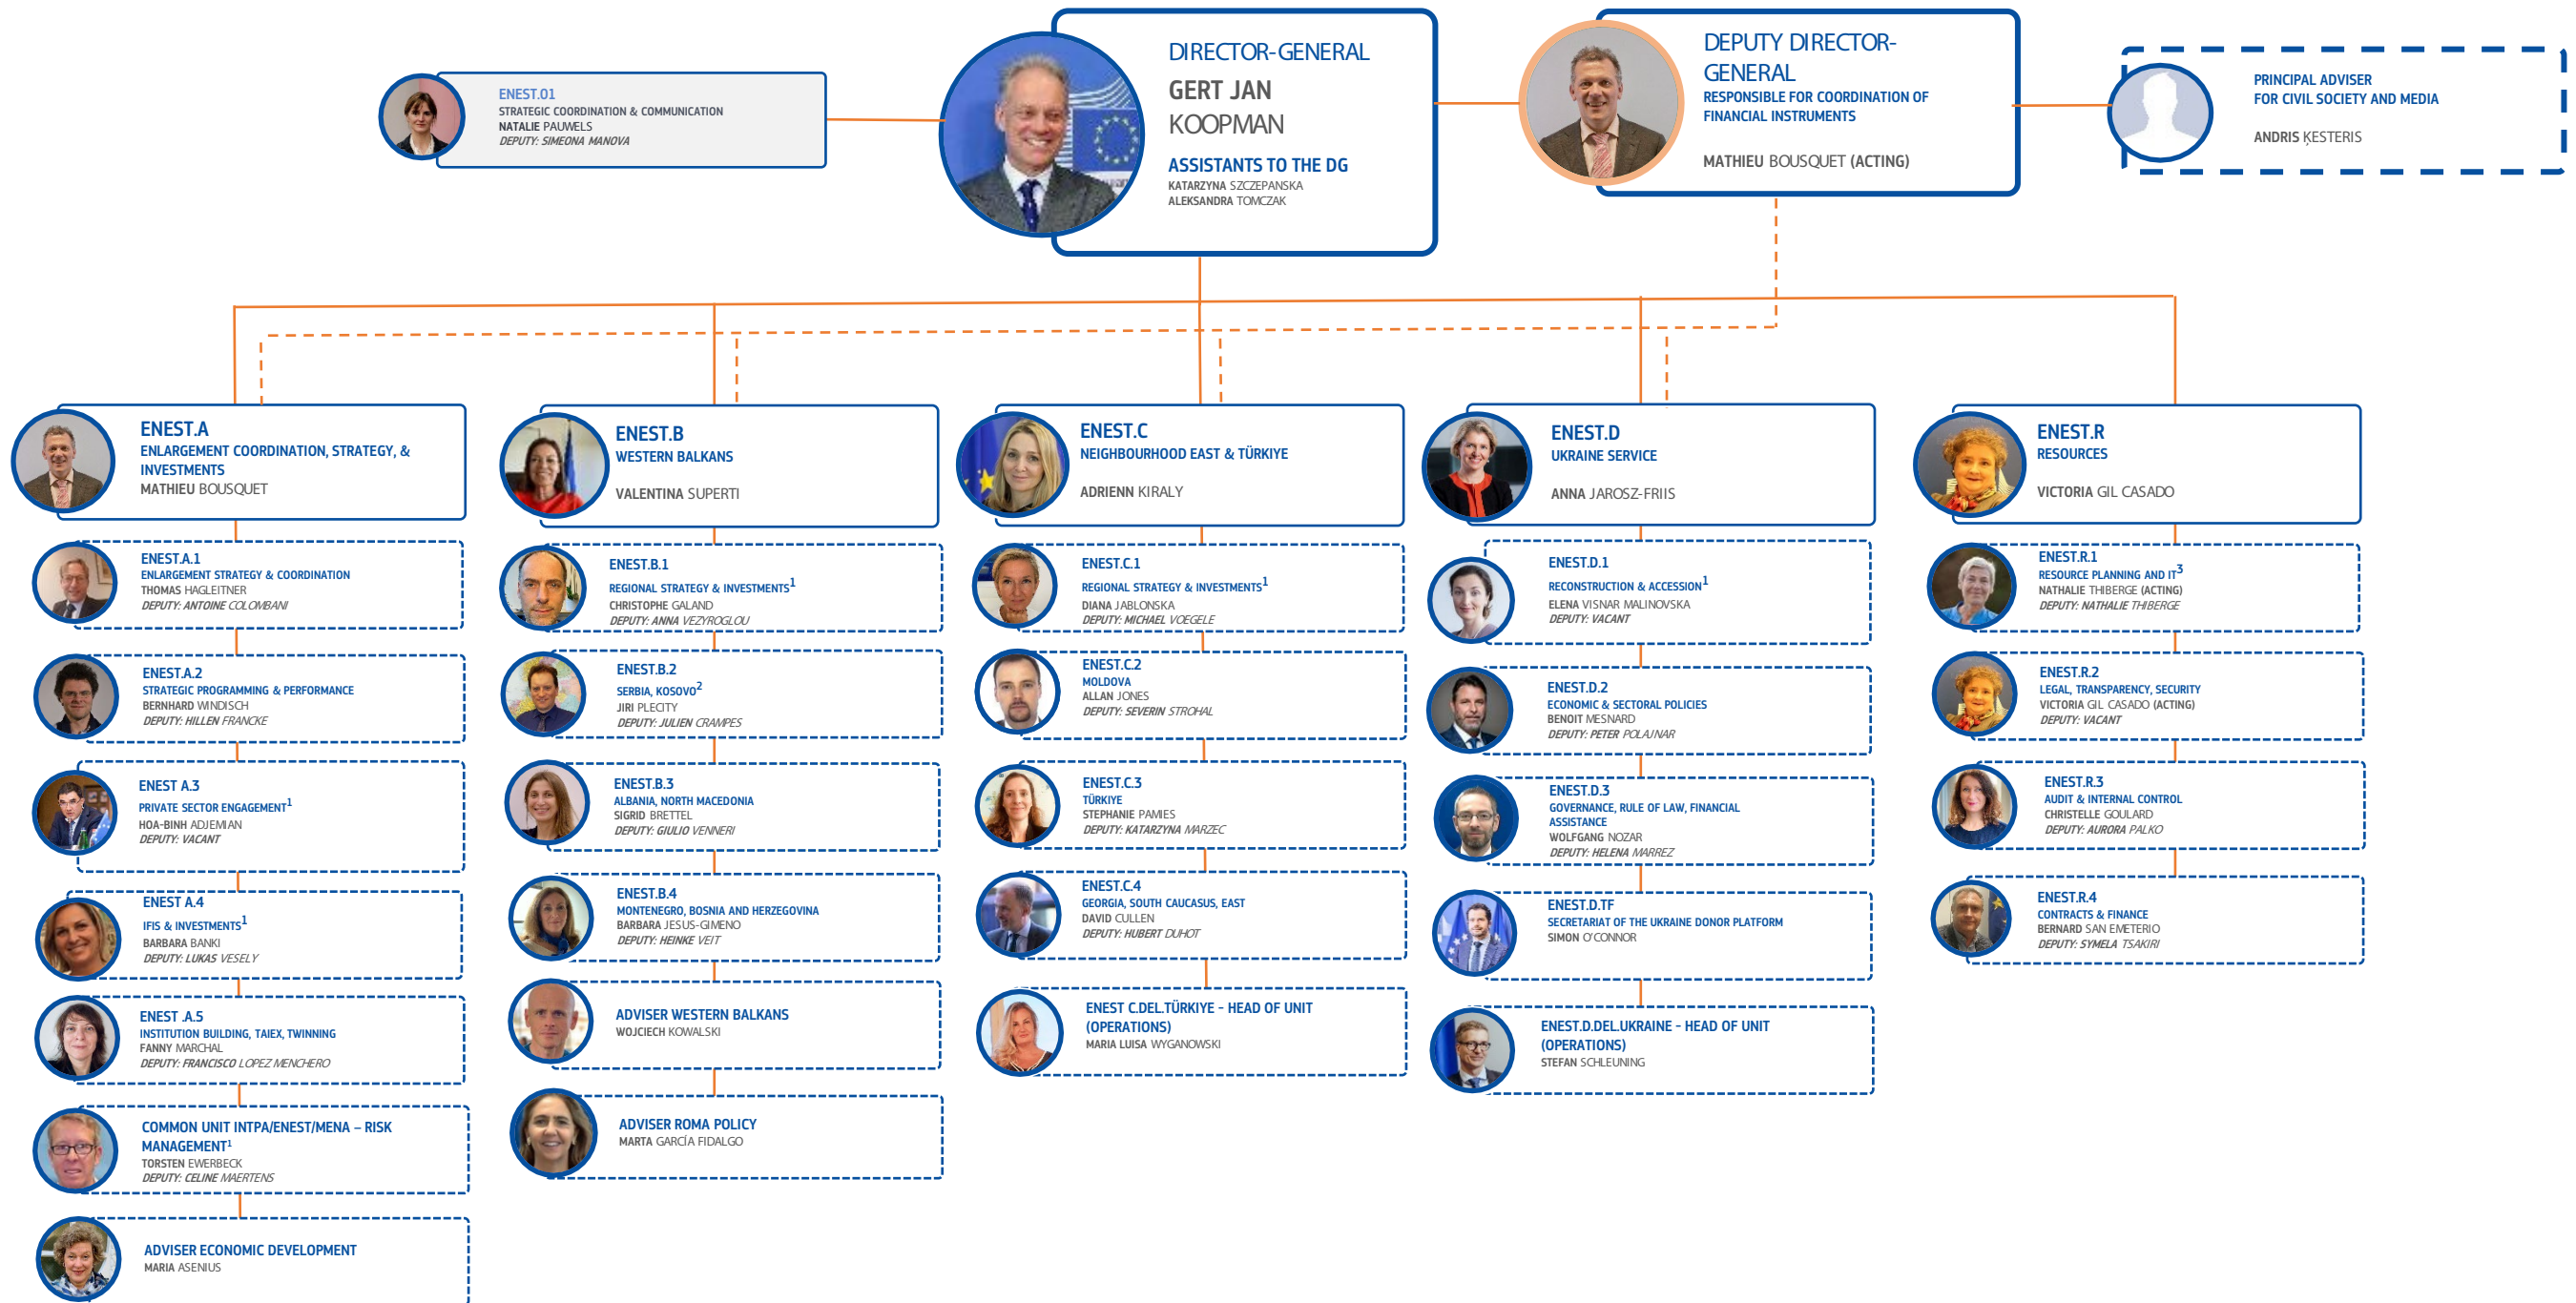 ENEST.01
STRATEGIC COORDINATION & COMMUNICATION
NATALIE PAUWELS
DEPUTY: SIMEONA MANOVA
DIRECTOR-GENERAL
GERT JAN
KOOPMAN
ASSISTANTS TO THE DG
KATARZYNA SZCZEPANSKA
ALEKSANDRA TOMCZAK
DEPUTY DIRECTOR-
GENERAL
RESPONSIBLE FOR COORDINATION OF
FINANCIAL INSTRUMENTS
MATHIEU BOUSQUET (ACTING)
PRINCIPAL ADVISER
FOR CIVIL SOCIETY AND MEDIA
ANDRIS ĶESTERIS
ENEST.A
ENLARGEMENT COORDINATION, STRATEGY, &
INVESTMENTS
MATHIEU BOUSQUET
ENEST.A.1
ENLARGEMENT STRATEGY & COORDINATION
THOMAS HAGLEITNER
DEPUTY: ANTOINE COLOMBANI
ENEST.A.2
STRATEGIC PROGRAMMING & PERFORMANCE
BERNHARD WINDISCH
DEPUTY: HILLEN FRANCKE
ENEST A.3
PRIVATE SECTOR ENGAGEMENT1
HOA-BINH ADJEMIAN
DEPUTY: VACANT
ENEST A.4
IFIS & INVESTMENTS1
BARBARA BANKI
DEPUTY: LUKAS VESELY
ENEST .A.5
INSTITUTION BUILDING, TAIEX, TWINNING
FANNY MARCHAL
DEPUTY: FRANCISCO LOPEZ MENCHERO
COMMON UNIT INTPA/ENEST/MENA – RISK
MANAGEMENT1
TORSTEN EWERBECK
DEPUTY: CELINE MAERTENS
ADVISER ECONOMIC DEVELOPMENT
MARIA ASENIUS
ENEST.B
WESTERN BALKANS
VALENTINA SUPERTI
ENEST.B.1
REGIONAL STRATEGY & INVESTMENTS1
CHRISTOPHE GALAND
DEPUTY: ANNA VEZYROGLOU
ENEST.B.2
SERBIA, KOSOVO2
JIRI PLECITY
DEPUTY: JULIEN CRAMPES
ENEST.B.3
ALBANIA, NORTH MACEDONIA
SIGRID BRETTEL
DEPUTY: GIULIO VENNERI
ENEST.B.4
MONTENEGRO, BOSNIA AND HERZEGOVINA
BARBARA JESUS-GIMENO
DEPUTY: HEINKE VEIT
ADVISER WESTERN BALKANS
WOJCIECH KOWALSKI
ADVISER ROMA POLICY
MARTA GARCÍA FIDALGO
ENEST.C
NEIGHBOURHOOD EAST & TÜRKIYE
ADRIENN KIRALY
ENEST.C.1
REGIONAL STRATEGY & INVESTMENTS1
DIANA JABLONSKA
DEPUTY: MICHAEL VOEGELE
ENEST.C.2
MOLDOVA
ALLAN JONES
DEPUTY: SEVERIN STROHAL
ENEST.C.3
TÜRKIYE
STEPHANIE PAMIES
DEPUTY: KATARZYNA MARZEC
ENEST.C.4
GEORGIA, SOUTH CAUCASUS, EAST
DAVID CULLEN
DEPUTY: HUBERT DUHOT
ENEST C.DEL.TÜRKIYE - HEAD OF UNIT
(OPERATIONS)
MARIA LUISA WYGANOWSKI
ENEST.D
UKRAINE SERVICE
ANNA JAROSZ-FRIIS
ENEST.D.1
RECONSTRUCTION & ACCESSION1
ELENA VISNAR MALINOVSKA
DEPUTY: VACANT
ENEST.D.2
ECONOMIC & SECTORAL POLICIES
BENOIT MESNARD
DEPUTY: PETER POLAJNAR
ENEST.D.3
GOVERNANCE, RULE OF LAW, FINANCIAL
ASSISTANCE
WOLFGANG NOZAR
DEPUTY: HELENA MARREZ
ENEST.D.TF
SECRETARIAT OF THE UKRAINE DONOR PLATFORM
SIMON O'CONNOR
ENEST.D.DEL.UKRAINE - HEAD OF UNIT
(OPERATIONS)
STEFAN SCHLEUNING
ENEST.R
RESOURCES
VICTORIA GIL CASADO
ENEST.R.1
RESOURCE PLANNING AND IT3
NATHALIE THIBERGE (ACTING)
DEPUTY: NATHALIE THIBERGE
ENEST.R.2
LEGAL, TRANSPARENCY, SECURITY
VICTORIA GIL CASADO (ACTING)
DEPUTY: VACANT
ENEST.R.3
AUDIT & INTERNAL CONTROL
CHRISTELLE GOULARD
DEPUTY: AURORA PALKO
ENEST.R.4
CONTRACTS & FINANCE
BERNARD SAN EMETERIO
DEPUTY: SYMELA TSAKIRI